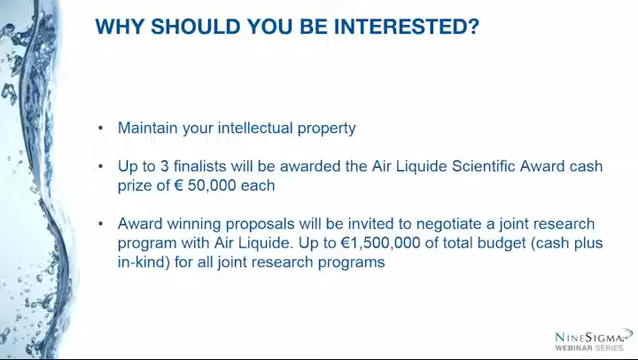 WHY SHOULD YOU BE INTERESTED?
• Maintain your intellectual property
• Up to 3 finalists will be awarded the Air Liquide Scientific Award cash
prize of € 50,000 each
• Award winning proposals will be invited to negotiate a joint research
program with Air Liquide. Up to €1,500,000 of total budget (cash plus
in-kind) for all joint research programs
NINESIGMA
WEBINAR SERIES